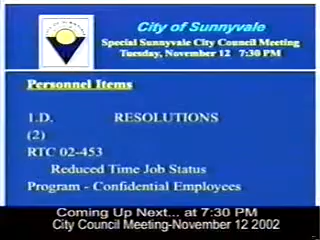 City of Sunnyvale
Special Sunnyvale City Council Meeting
Tuesday, November 12 7:30 PM
Personnel Items
1.D. RESOLUTIONS
(2)
RTC 02-453
Reduced Time Job Status
Program - Confidential Employees
Coming Up Next... at 7:30 PM
City Council Meeting-November 12 2002